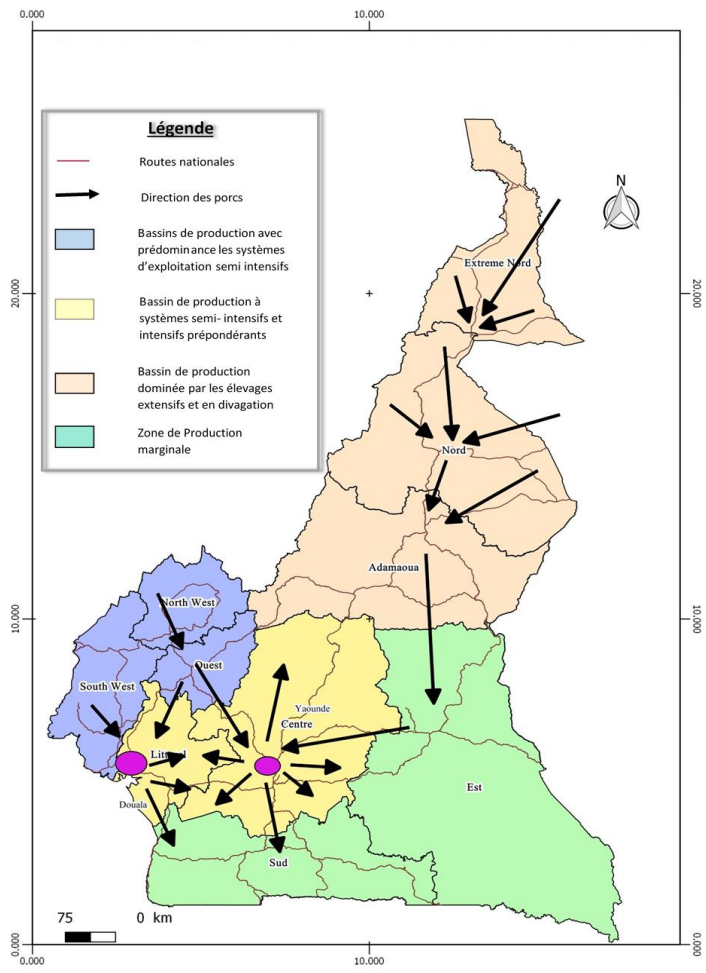 0.000
10.000
Légende
Routes nationales
Direction des porcs
Bassins de production avec
prédominance les systèmes
d'exploitation semi intensifs
Bassin de production à
systèmes semi- intensifs et
intensifs prépondérants
Bassin de production
dominée par les élevages
extensifs et en divagation
Zone de Production
marginale
N
Extreme Nord
20.000
20.000
Nord
Adamaoua
North West
10.000
10.000
Ouest
South West
Yaounde
Centre
Littoral
Douala
Est
Sud
75 0 km
0.000
0.000
0.000
10.000